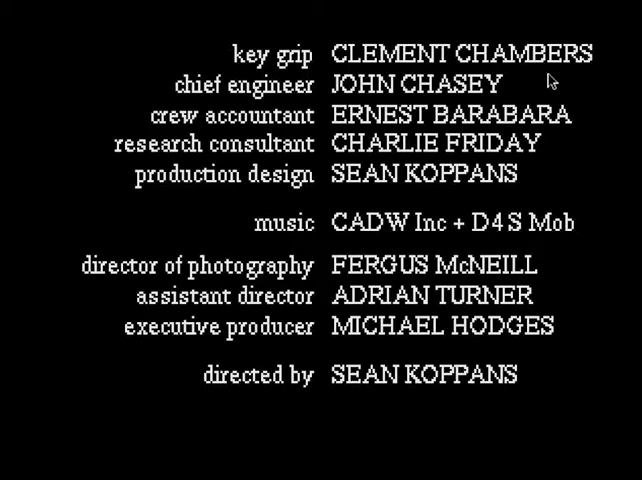 key grip CLEMENT CHAMBERS
chief engineer JOHN CHASEY
crew accountant ERNEST BARABARA
research consultant CHARLIE FRIDAY
production design SEAN KOPPANS
music CADW Inc + D4S Mob
director of photography FERGUS McNEILL
assistant director ADRIAN TURNER
executive producer MICHAEL HODGES
directed by SEAN KOPPANS